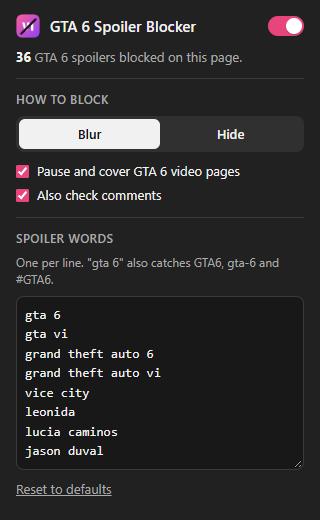 GTA 6 Spoiler Blocker
36 GTA 6 spoilers blocked on this page.
HOW TO BLOCK
Blur Hide
Pause and cover GTA 6 video pages
Also check comments
SPOILER WORDS
One per line. "gta 6" also catches GTA6, gta-6 and
#GTA6.
gta 6
gta vi
grand theft auto 6
grand theft auto vi
vice city
leonida
lucia caminos
jason duval
Reset to defaults